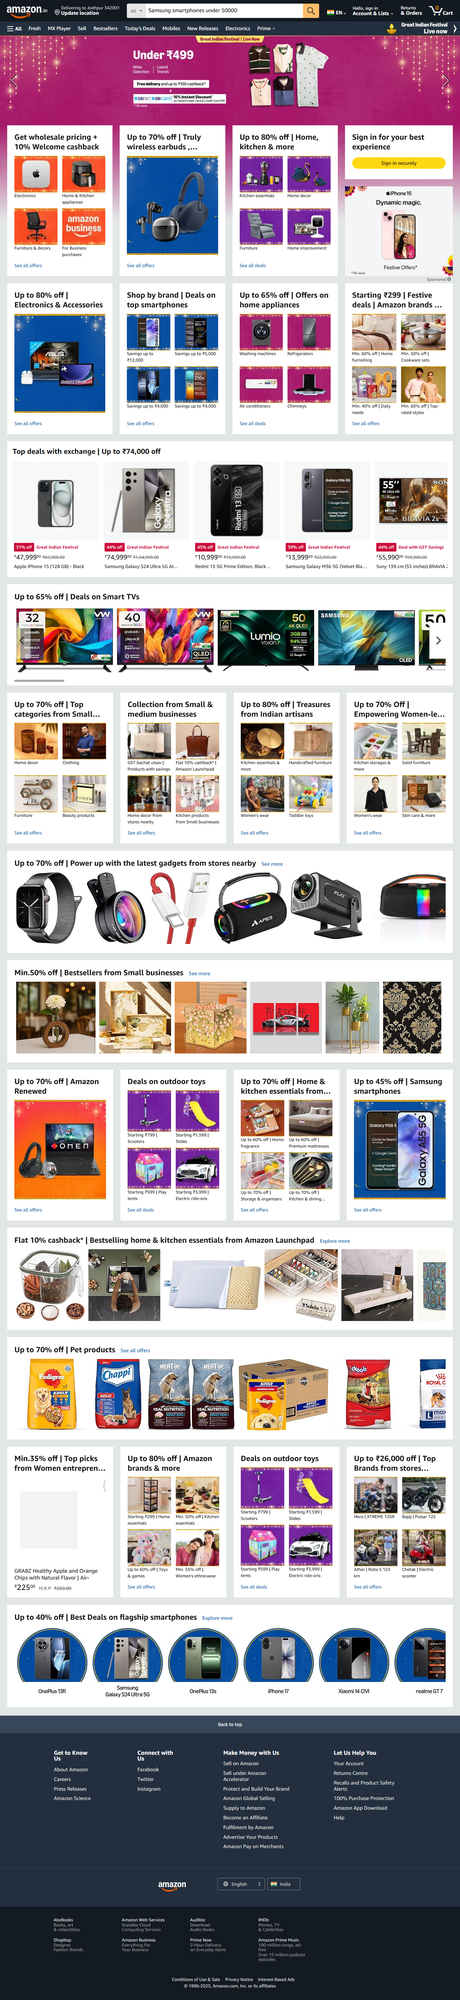 amazon.in
Delivering to Jodhpur 342001
Update location
All
Samsung smartphones under 50000
EN
Hello, sign in
Account & Lists
Returns
& Orders
0
Cart
All
Fresh
MX Player
Sell
Bestsellers
Today's Deals
Mobiles
New Releases
Electronics
Prime
Great Indian Festival
Live now
Great Indian Festival | Live Now
Under ₹499
Wide
Selection
Latest
Trends
Free delivery and up to ₹150 cashback*
10% Instant Discount*
Get wholesale pricing +
10% Welcome cashback
Electronics
Home & Kitchen
appliances
amazon
business
Furniture & decors
For Business
purchases
See all offers
Up to 70% off | Truly
wireless earbuds ,...
See all offers
Up to 80% off | Home,
kitchen & more
Kitchen essentials
Home decor
Furniture
Home improvement
See all deals
Sign in for your best
experience
Sign in securely
iPhone 15
Dynamic magic.
Festive Offers*
Sponsored
Up to 80% off |
Electronics & Accessories
See all offers
Shop by brand | Deals on
top smartphones
Savings up to
₹12,000
Savings up to ₹5,000
Savings up to ₹4,000
Savings up to ₹4,000
Up to 65% off | Offers on
home appliances
Washing machines
Refrigerators
Air conditioners
Chimneys
See all deals
Starting ₹299 | Festive
deals | Amazon brands ...
Min. 60% off | Home
furnishing
Min. 50% off |
Cookware sets
Min. 40% off | Daily
needs
Min. 60% off | Top-
rated styles
See all offers
Top deals with exchange | Up to ₹74,000 off
31% off
Great Indian Festival
₹47,999.00
Apple iPhone 15 (128 GB) - Black
44% off
Great Indian Festival
₹74,999.00
Samsung Galaxy S24 Ultra 5G AI...
45% off
Great Indian Festival
₹10,999.00
Redmi 13 5G Prime Edition, Black...
39% off
Great Indian Festival
₹13,999.00
Samsung Galaxy M36 5G (Velvet Bla...
44% off
Deal with GST Savings
₹55,990.00
Sony 139 cm (55 inches) BRAVIA 2...
Up to 65% off | Deals on Smart TVs
32
VW
40
VW
QLED
Lumio
VISION 7
50
4K QLED
SAMSUNG
QLED
50
Up to 70% off | Top
categories from Small...
Home decor
Clothing
Furniture
Beauty products
See all offers
Collection from Small &
medium businesses
GST bachat utsav |
Products with savings
Flat 10% cashback* |
Amazon Launchpad
Home decor from
stores nearby
Kitchen products
from Small businesses
See all offers
Up to 80% off | Treasures
from Indian artisans
Kitchen essentials &
more
Handcrafted furniture
Women's wear
Toddler toys
See all offers
Up to 70% Off |
Empowering Women-le...
Kitchen storages &
more
Solid furniture
Women's wear
Skin care & more
See all offers
Up to 70% off | Power up with the latest gadgets from stores nearby
See more
Min.50% off | Bestsellers from Small businesses
See more
Up to 70% off | Amazon
Renewed
OMEN
See all offers
Deals on outdoor toys
Starting ₹799 |
Scooters
Starting ₹1,599 |
Slides
Starting ₹599 | Play
tents
Starting ₹5,999 |
Electric ride-ons
See all deals
Up to 70% off | Home &
kitchen essentials from...
Up to 60% off | Home
fragrance
Up to 60% off |
Premium mattresses
Up to 70% off |
Storage & organizers
Up to 70% off |
Kitchen & dining...
See all offers
Up to 45% off | Samsung
smartphones
Galaxy A55 5G
See all offers
Flat 10% cashback* | Bestselling home & kitchen essentials from Amazon Launchpad
Explore more
Up to 70% off | Pet products
See all offers
Pedigree
Chappi
MEAT UP
MEAT UP
Pedigree
drools
ROYAL C
Min.35% off | Top picks
from Women entrepren...
GRABZ Healthy Apple and Orange
Chips with Natural Flavor | Air-
₹225.00
M.R.P: ₹250.00
Up to 80% off | Amazon
brands & more
Starting ₹299 | Home
essentials
Min. 50% off | Kitchen
essentials
Up to 60% off | Toys
& games
Min. 55% off |
Women's ethnicwear
See all offers
Deals on outdoor toys
Starting ₹799 |
Scooters
Starting ₹1,599 |
Slides
Starting ₹599 | Play
tents
Starting ₹5,999 |
Electric ride-ons
See all deals
Up to ₹26,000 off | Top
Brands from stores...
Hero | XTREME 125R
Bajaj | Pulsar 125
Ather | Rizta S 123
km
Chetak | Electric
scooter
See all offers
Up to 40% off | Best Deals on flagship smartphones
Explore more
OnePlus 13R
Samsung
Galaxy S24 Ultra 5G
OnePlus 13s
iPhone 17
Xiaomi 14 CIVI
realme GT 7
Back to top
Get to Know
Us
About Amazon
Careers
Press Releases
Amazon Science
Connect with
Us
Facebook
Twitter
Instagram
Make Money with Us
Sell on Amazon
Sell under Amazon
Accelerator
Protect and Build Your Brand
Amazon Global Selling
Supply to Amazon
Become an Affiliate
Fulfilment by Amazon
Advertise Your Products
Amazon Pay on Merchants
Let Us Help You
Your Account
Returns Centre
Recalls and Product Safety
Alerts
100% Purchase Protection
Amazon App Download
Help
amazon
English
India
AbeBooks
Books, art
& collectibles
Amazon Web Services
Scalable Cloud
Computing Services
Audible
Download
Audio Books
IMDb
Movies, TV
& Celebrities
Shopbop
Designer
Fashion Brands
Amazon Business
Everything For
Your Business
Prime Now
2-Hour Delivery
on Everyday Items
Amazon Prime Music
100 million songs, ad-
free
Over 15 million podcast
episodes
Conditions of Use & Sale
Privacy Notice
Interest-Based Ads
© 1996-2025, Amazon.com, Inc. or its affiliates